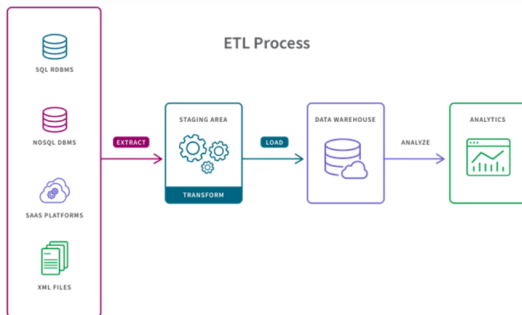 ETL Process
SQL RDBMS
NOSQL DBMS
SAAS PLATFORMS
XML FILES
EXTRACT
STAGING AREA
TRANSFORM
LOAD
DATA WAREHOUSE
ANALYZE
ANALYTICS